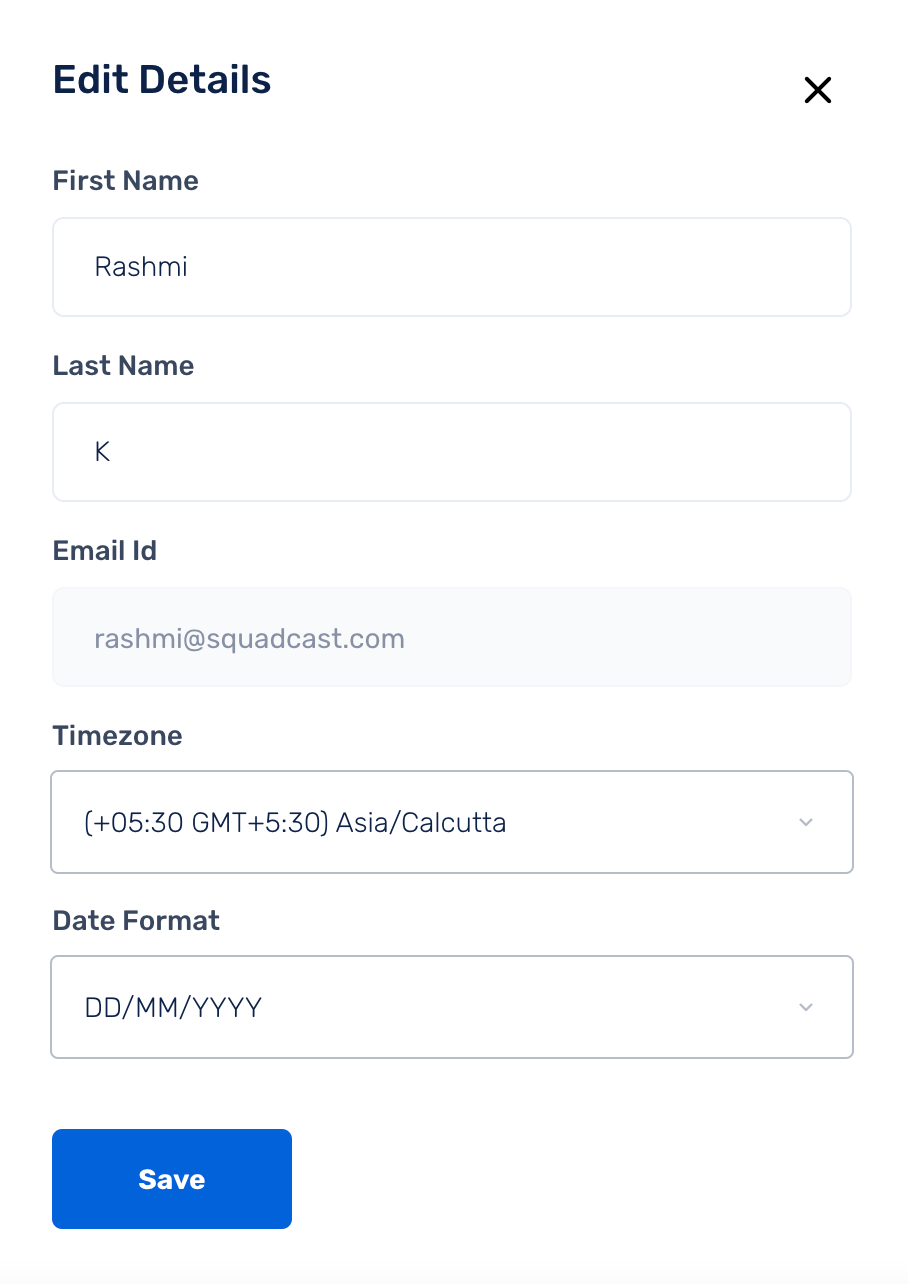 Edit Details
First Name
Rashmi
Last Name
K
Email Id
rashmi@squadcast.com
Timezone
(+05:30 GMT+5:30) Asia/Calcutta
Date Format
DD/MM/YYYY
Save